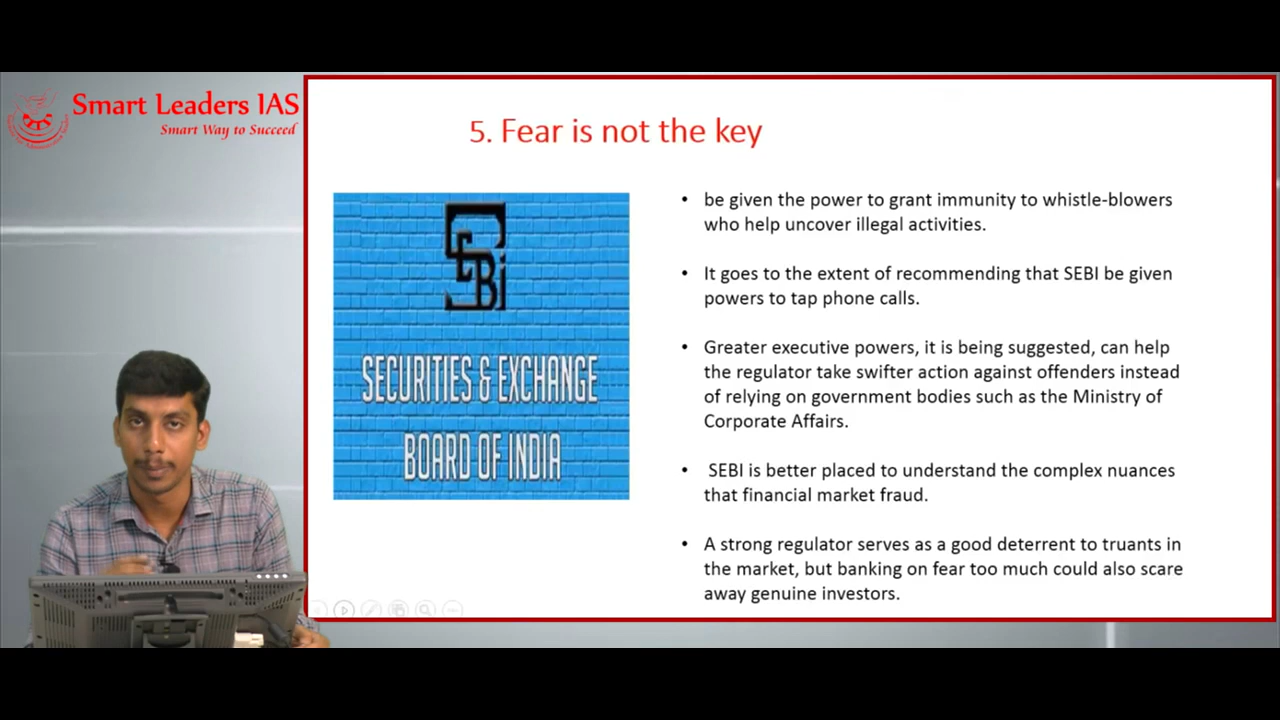 Smart Leaders IAS
Smart Way to Succeed
5. Fear is not the key
SEBi
SECURITIES & EXCHANGE
BOARD OF INDIA
• be given the power to grant immunity to whistle-blowers
who help uncover illegal activities.
• It goes to the extent of recommending that SEBI be given
powers to tap phone calls.
• Greater executive powers, it is being suggested, can help
the regulator take swifter action against offenders instead
of relying on government bodies such as the Ministry of
Corporate Affairs.
• SEBI is better placed to understand the complex nuances
that financial market fraud.
• A strong regulator serves as a good deterrent to truants in
the market, but banking on fear too much could also scare
away genuine investors.